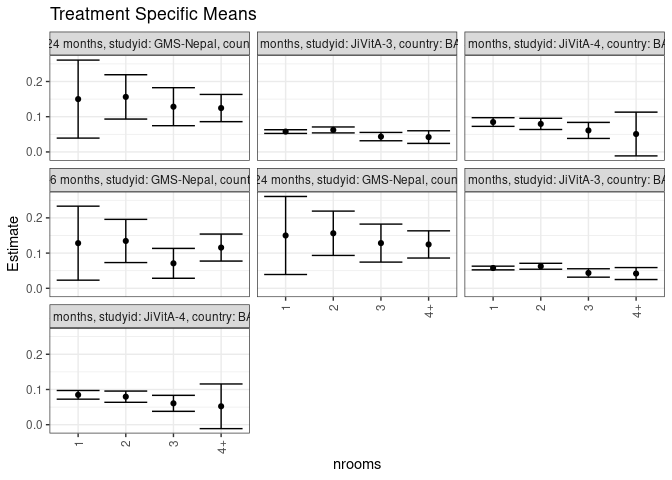 Treatment Specific Means
24 months, studyid: GMS-Nepal, coun
months, studyid: JiVitA-3, country: BA
months, studyid: JiVitA-4, country: BA
0.2
0.1
0.0
6 months, studyid: GMS-Nepal, count
24 months, studyid: GMS-Nepal, coun
months, studyid: JiVitA-3, country: BA
0.2
0.1
0.0
Estimate
1 2 3 4+
1 2 3 4+
months, studyid: JiVitA-4, country: BA
0.2
0.1
0.0
1 2 3 4+
nrooms